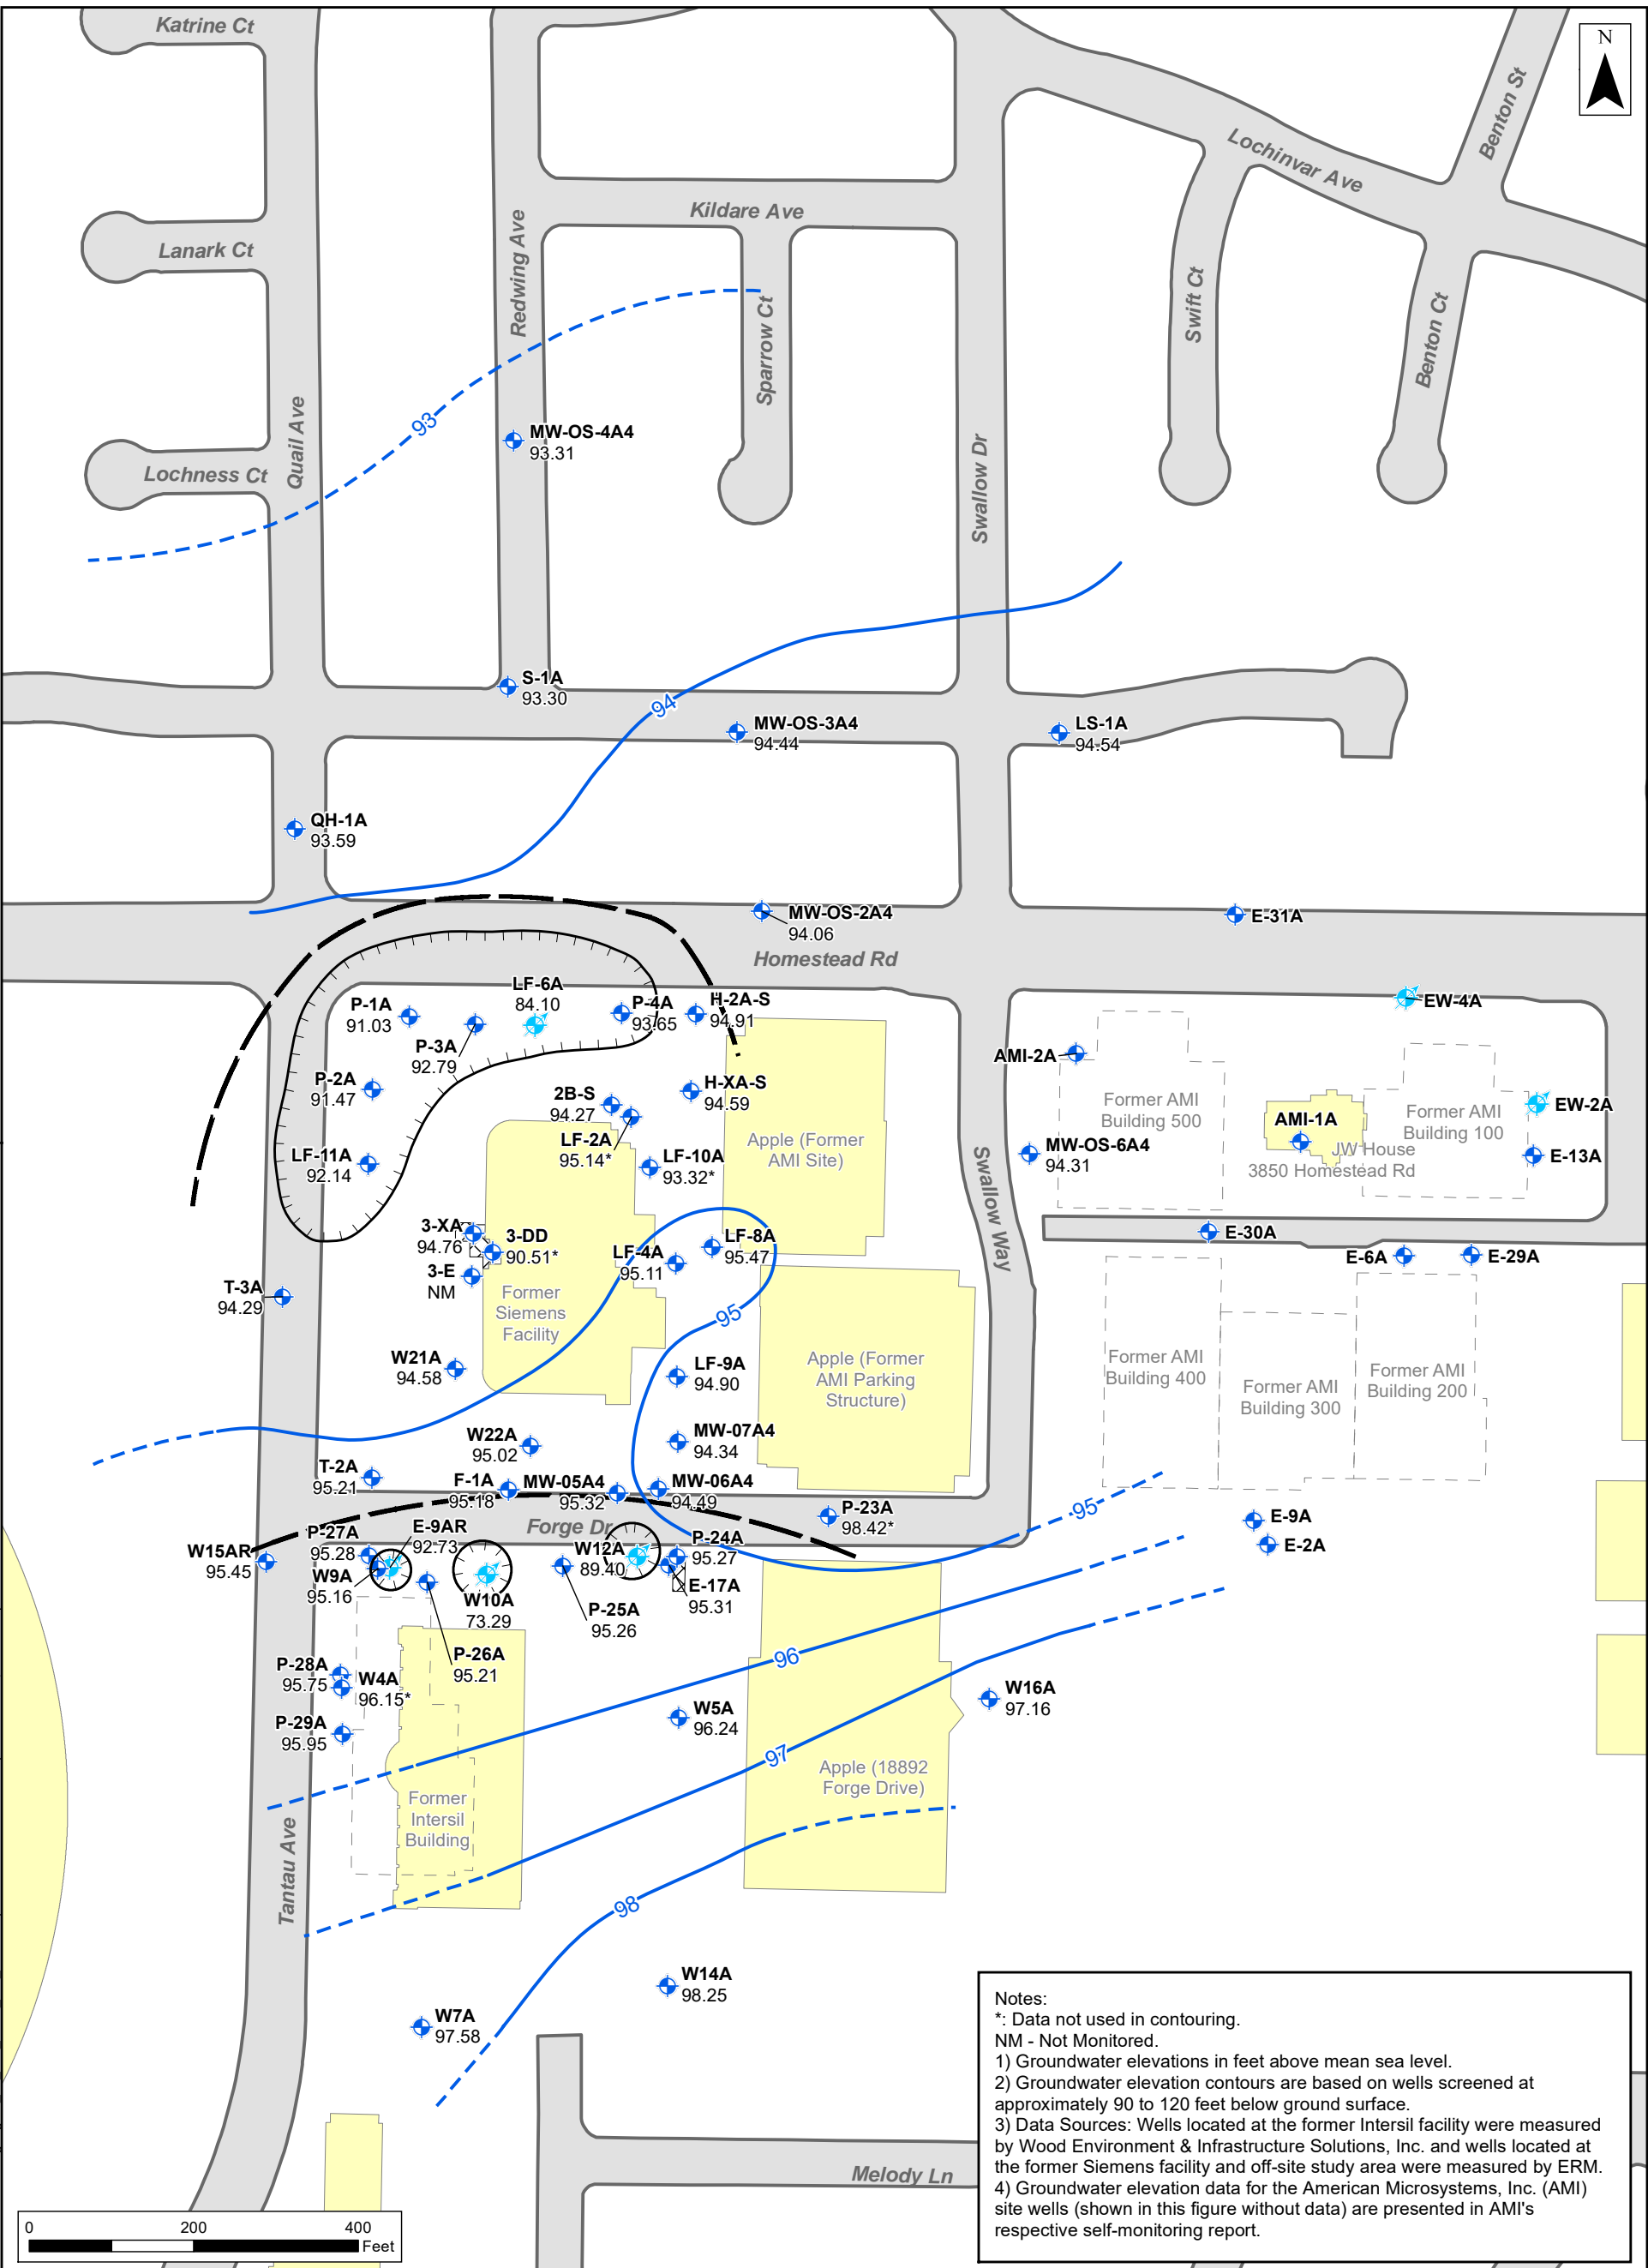 Katrine Ct
N
Benton St
Lochinvar Ave
Kildare Ave
Lanark Ct
Redwing Ave
Swift Ct
Sparrow Ct
Benton Ct
93
MW-OS-4A4
93.31
Quail Ave
Lochness Ct
Swallow Dr
S-1A
93.30
94
MW-OS-3A4
94.44
LS-1A
94.54
QH-1A
93.59
MW-OS-2A4
94.06
E-31A
Homestead Rd
LF-6A
84.10
P-1A
91.03
P-4A
93.65
H-2A-S
94.91
EW-4A
P-3A
92.79
AMI-2A
P-2A
91.47
2B-S
94.27
H-XA-S
94.59
Former AMI
Building 500
AMI-1A
Former AMI
Building 100
EW-2A
LF-2A
95.14*
Apple (Former
AMI Site)
LF-11A
92.14
LF-10A
93.32*
MW-OS-6A4
94.31
JW House
3850 Homestead Rd
E-13A
Swallow Way
3-XA
94.76
3-DD
90.51*
LF-8A
95.47
LF-4A
95.11
E-30A
E-6A
E-29A
3-E
NM
T-3A
94.29
Former
Siemens
Facility
95
W21A
94.58
LF-9A
94.90
Apple (Former
AMI Parking
Structure)
Former AMI
Building 400
Former AMI
Building 300
Former AMI
Building 200
W22A
95.02
MW-07A4
94.34
T-2A
95.21
F-1A
95.18
MW-05A4
95.32
MW-06A4
94.49
P-23A
98.42*
95
E-9A
E-2A
Forge Dr
P-27A
95.28
E-9AR
92.73
W15AR
95.45
W12A
89.40
P-24A
95.27
W9A
95.16
W10A
73.29
P-25A
95.26
E-17A
95.31
P-26A
95.21
96
P-28A
95.75
W4A
96.15*
P-29A
95.95
W5A
96.24
W16A
97.16
97
Apple (18892
Forge Drive)
Former
Intersil
Building
Tantau Ave
98
W14A
98.25
W7A
97.58
Melody Ln
Notes:
*: Data not used in contouring.
NM - Not Monitored.
1) Groundwater elevations in feet above mean sea level.
2) Groundwater elevation contours are based on wells screened at
approximately 90 to 120 feet below ground surface.
3) Data Sources: Wells located at the former Intersil facility were measured
by Wood Environment & Infrastructure Solutions, Inc. and wells located at
the former Siemens facility and off-site study area were measured by ERM.
4) Groundwater elevation data for the American Microsystems, Inc. (AMI)
site wells (shown in this figure without data) are presented in AMI's
respective self-monitoring report.
0 200 400
Feet